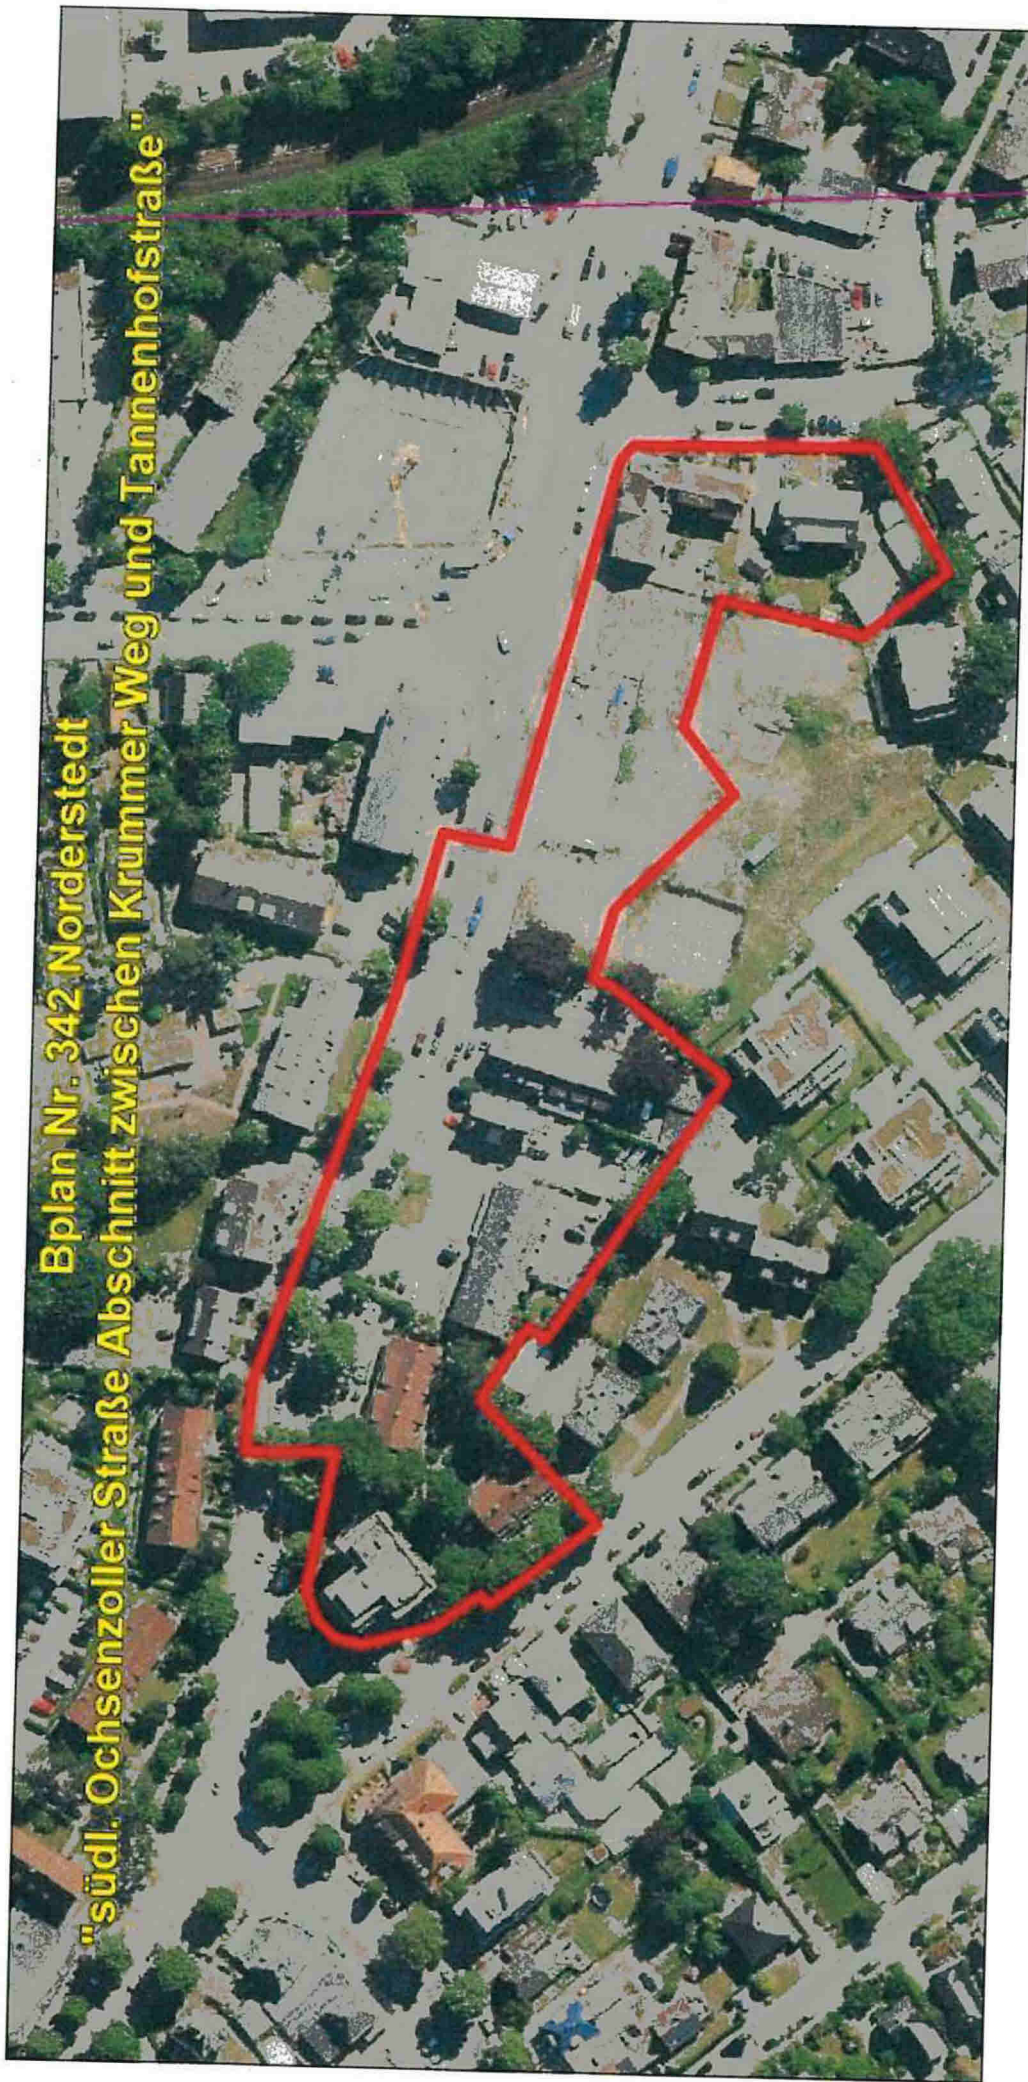 Bplan Nr. 342 Norderstedt
"südl. Ochsenzoller Straße Abschnitt zwischen Krummer Weg und Tannenhofstraße"